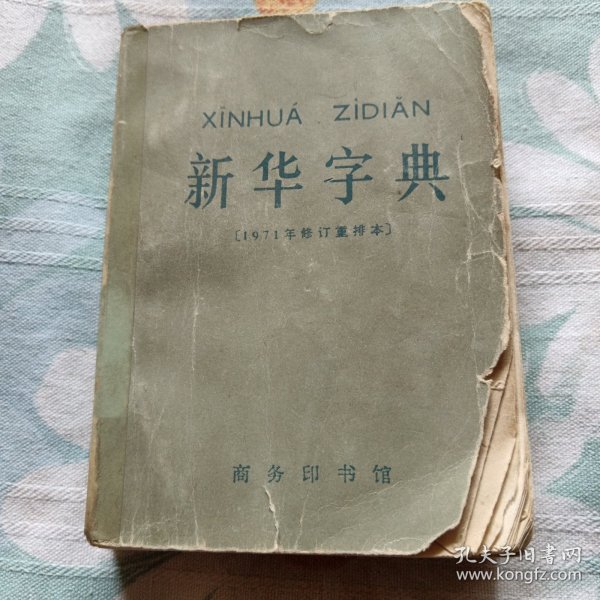 XĪNHUÁ ZÌDIǍN
新华字典
〔1971年修订重排本〕
商务印书馆
孔夫子旧书网
www.kongfz.com